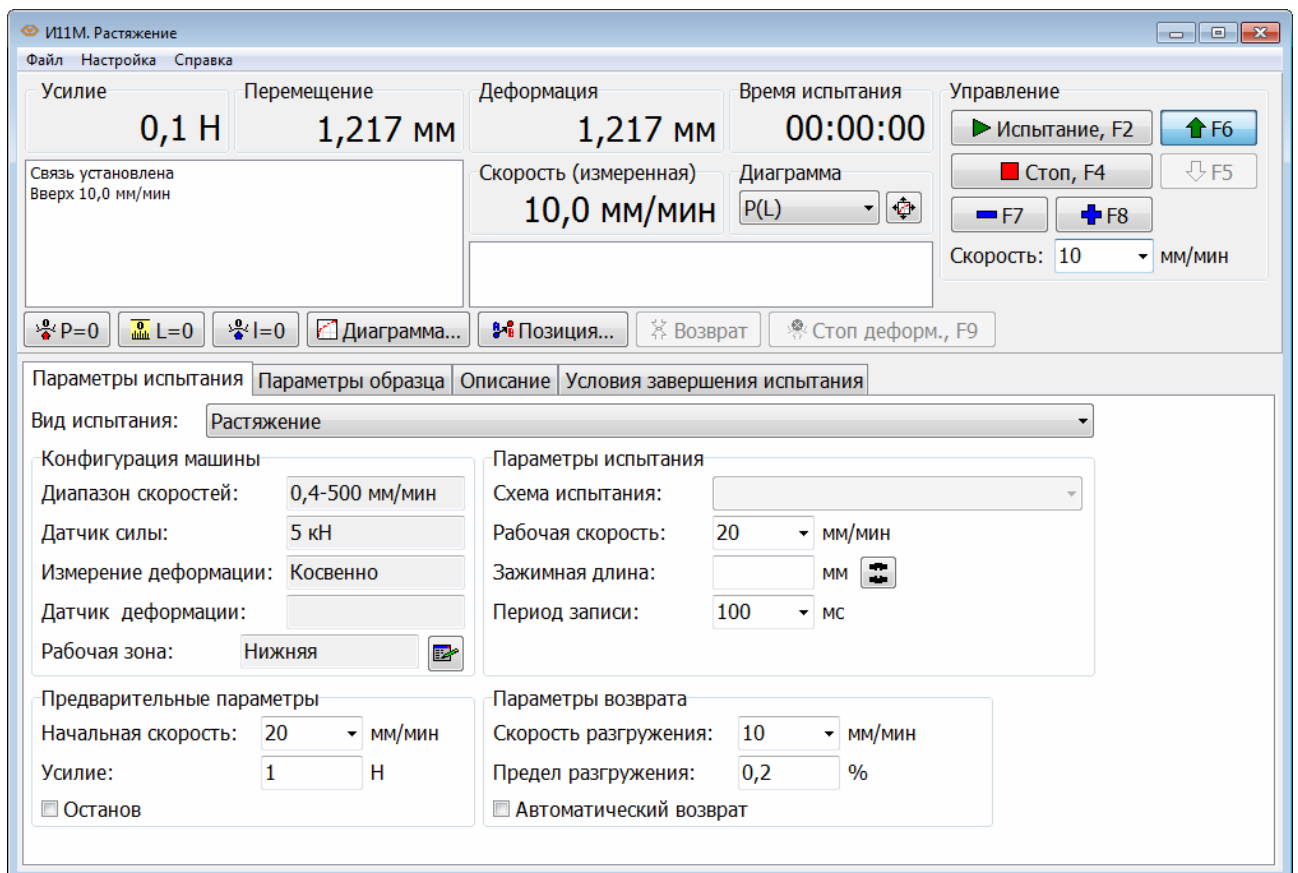 И11М. Растяжение
Файл Настройка Справка
Усилие Перемещение Деформация Время испытания Управление
0,1 Н 1,217 мм 1,217 мм 00:00:00
Испытание, F2 F6
Связь установлена
Вверх 10,0 мм/мин
Скорость (измеренная) Диаграмма
10,0 мм/мин P(L)
Стоп, F4 F5
F7 F8
Скорость: 10 мм/мин
P=0 L=0 l=0 Диаграмма... Позиция... Возврат Стоп деформ., F9
Параметры испытания Параметры образца Описание Условия завершения испытания
Вид испытания: Растяжение
Конфигурация машины
Диапазон скоростей: 0,4-500 мм/мин
Датчик силы: 5 кН
Измерение деформации: Косвенно
Датчик деформации:
Рабочая зона: Нижняя
Параметры испытания
Схема испытания:
Рабочая скорость: 20 мм/мин
Зажимная длина: мм
Период записи: 100 мс
Предварительные параметры
Начальная скорость: 20 мм/мин
Усилие: 1 Н
Останов
Параметры возврата
Скорость разгружения: 10 мм/мин
Предел разгружения: 0,2 %
Автоматический возврат